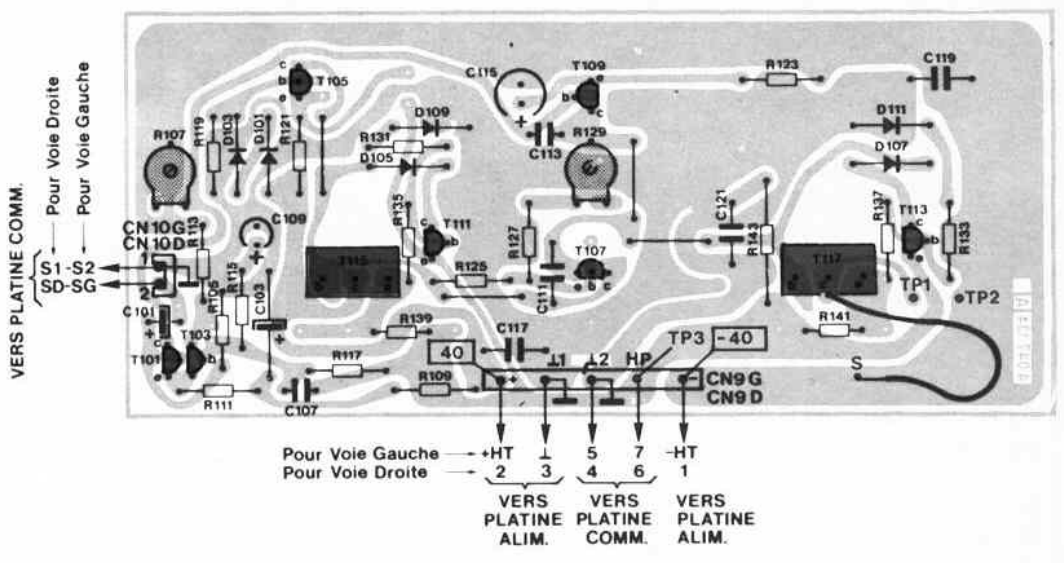 VERS PLATINE COMM.
Pour Voie Droite
Pour Voie Gauche
c
b
e
T105
C115
+
T109
e
b
c
R123
C119
R107
R119
D103
D101
R121
R131
D109
D105
C113
R129
D111
D107
CN10G
CN10D
R113
C109
+
R135
c
T111
b
e
R127
C111
T107
e
b
c
C121
R143
R137
T113
c
b
e
R133
1
S1-S2
SD-SG
2
R115
R105
C103
+
T115
R125
T117
TP1
TP2
C101
+
c
T101
e
T103
b
R139
C117
R141
S
R117
R111
C107
R109
40
+
⊥1
⊥2
HP
TP3
-40
-
CN9G
CN9D
Pour Voie Gauche +HT ⊥ 5 7 -HT
Pour Voie Droite 2 3 4 6 1
VERS PLATINE ALIM.
VERS PLATINE COMM.
VERS PLATINE ALIM.